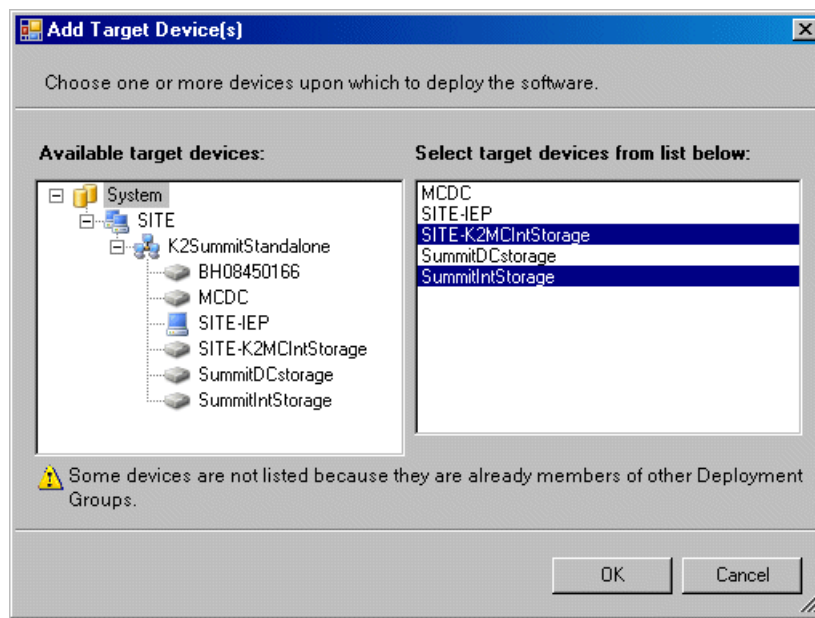 Add Target Device(s)
Choose one or more devices upon which to deploy the software.
Available target devices:
Select target devices from list below:
System
SITE
K2SummitStandalone
BH08450166
MCDC
SITE-IEP
SITE-K2MCIntStorage
SummitDCstorage
SummitIntStorage
MCDC
SITE-IEP
SITE-K2MCIntStorage
SummitDCstorage
SummitIntStorage
Some devices are not listed because they are already members of other Deployment
Groups.
OK
Cancel